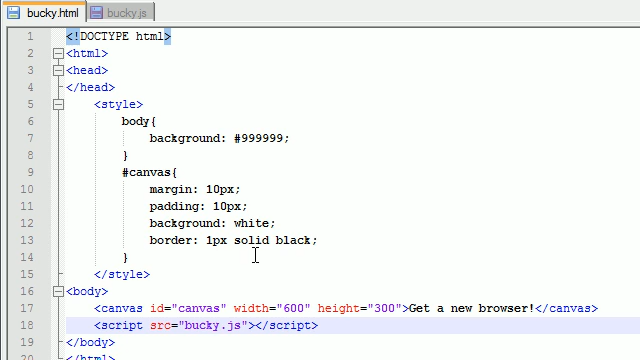 bucky.html bucky.js
1 <!DOCTYPE html>
2 <html>
3 <head>
4 </head>
5 <style>
6 body{
7 background: #999999;
8 }
9 #canvas{
10 margin: 10px;
11 padding: 10px;
12 background: white;
13 border: 1px solid black;
14 }
15 </style>
16 <body>
17 <canvas id="canvas" width="600" height="300">Get a new browser!</canvas>
18 <script src="bucky.js"></script>
19 </body>
20 </html>